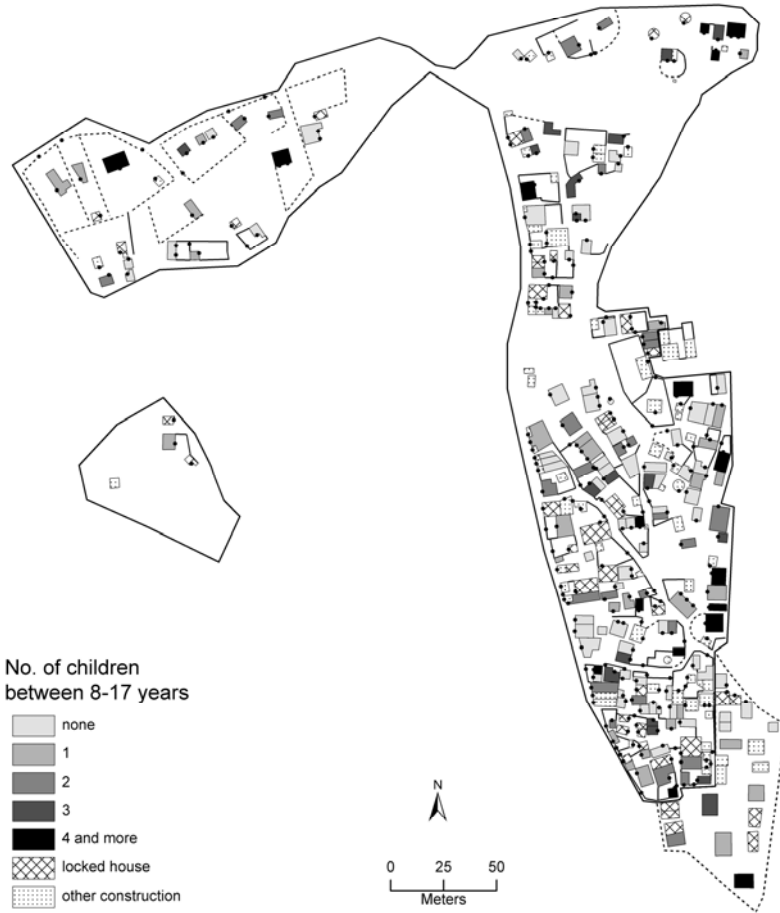 No. of children
between 8-17 years
none
1
2
3
4 and more
locked house
other construction
N
0 25 50
Meters